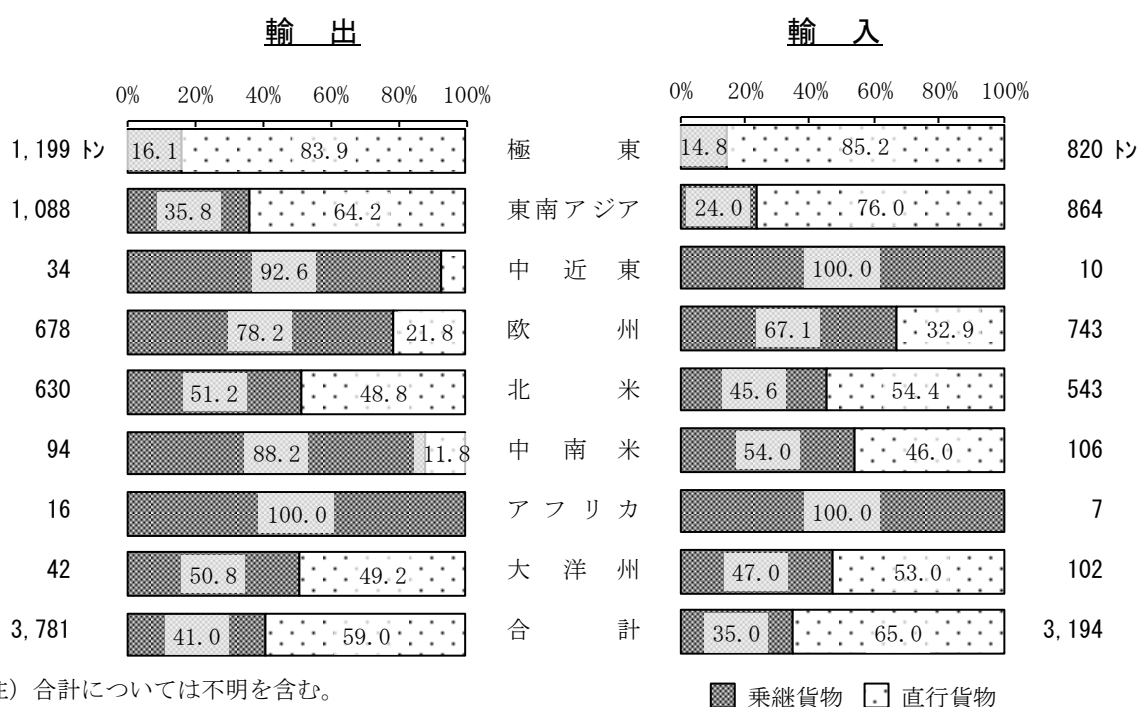 輸 出 輸 入
0% 20% 40% 60% 80% 100% 0% 20% 40% 60% 80% 100%
1,199 トン 16.1 83.9 極 東 14.8 85.2 820 トン
1,088 35.8 64.2 東南アジア 24.0 76.0 864
34 92.6 中 近 東 100.0 10
678 78.2 21.8 欧 州 67.1 32.9 743
630 51.2 48.8 北 米 45.6 54.4 543
94 88.2 11.8 中 南 米 54.0 46.0 106
16 100.0 アフリカ 100.0 7
42 50.8 49.2 大 洋 州 47.0 53.0 102
3,781 41.0 59.0 合 計 35.0 65.0 3,194
注) 合計については不明を含む。
乗継貨物 直行貨物